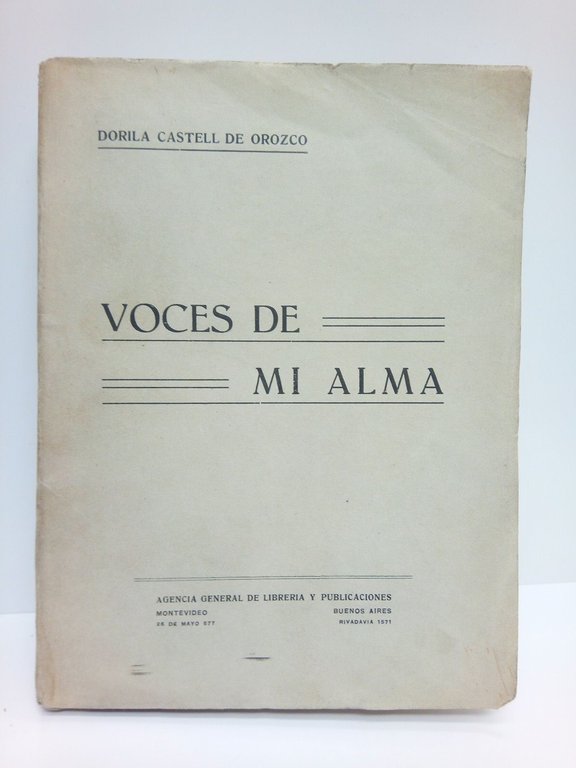 DORILA CASTELL DE OROZCO
VOCES DE
MI ALMA
AGENCIA GENERAL DE LIBRERIA Y PUBLICACIONES
MONTEVIDEO BUENOS AIRES
25 DE MAYO 577 RIVADAVIA 1571